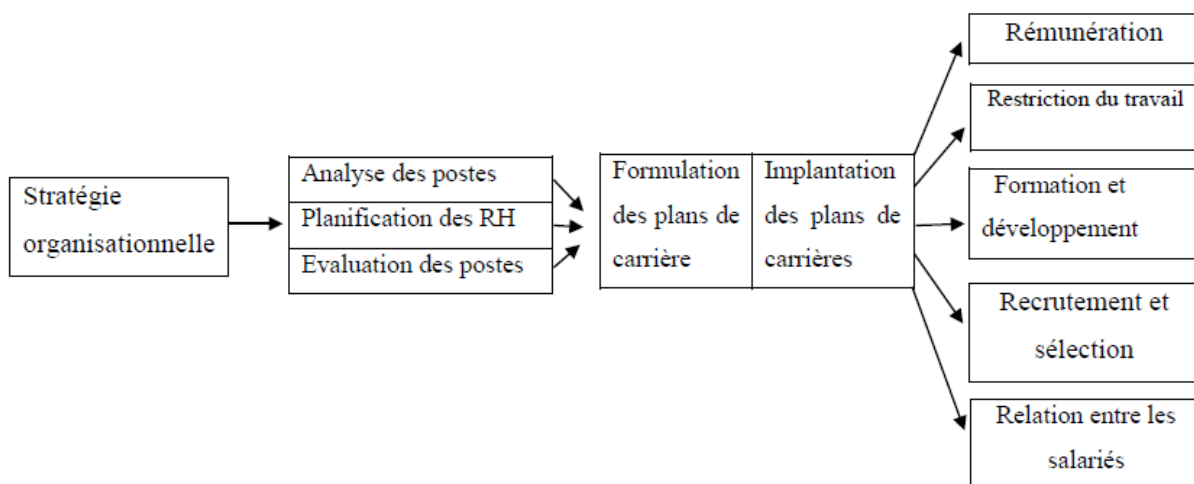 Stratégie
organisationnelle
Analyse des postes
Planification des RH
Evaluation des postes
Formulation
des plans de
carrière
Implantation
des plans de
carrières
Rémunération
Restriction du travail
Formation et
développement
Recrutement et
sélection
Relation entre les
salariés